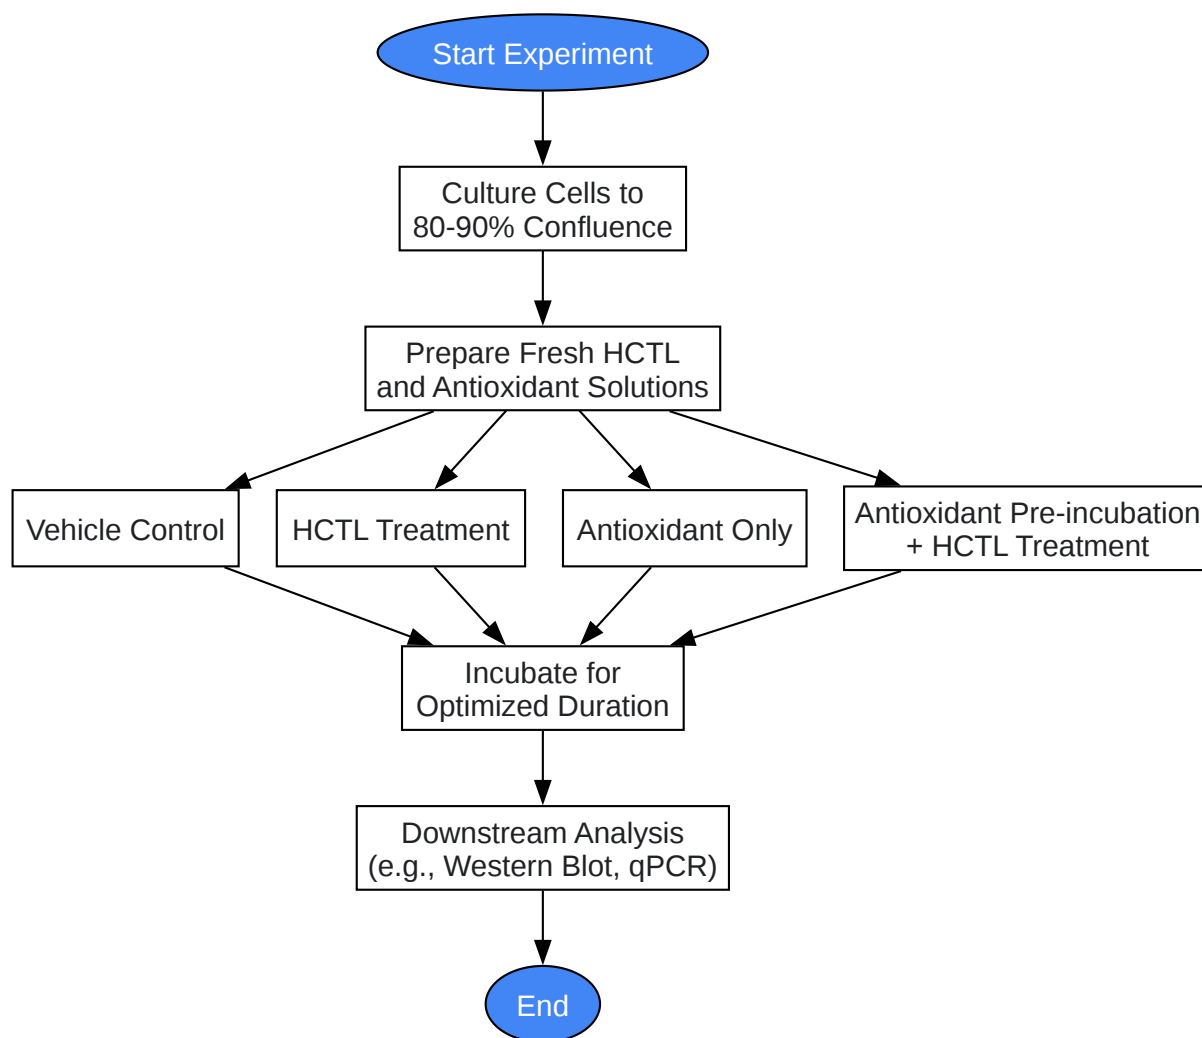 Start Experiment
Culture Cells to
80-90% Confluence
Prepare Fresh HCTL
and Antioxidant Solutions
Vehicle Control
HCTL Treatment
Antioxidant Only
Antioxidant Pre-incubation
+ HCTL Treatment
Incubate for
Optimized Duration
Downstream Analysis
(e.g., Western Blot, qPCR)
End